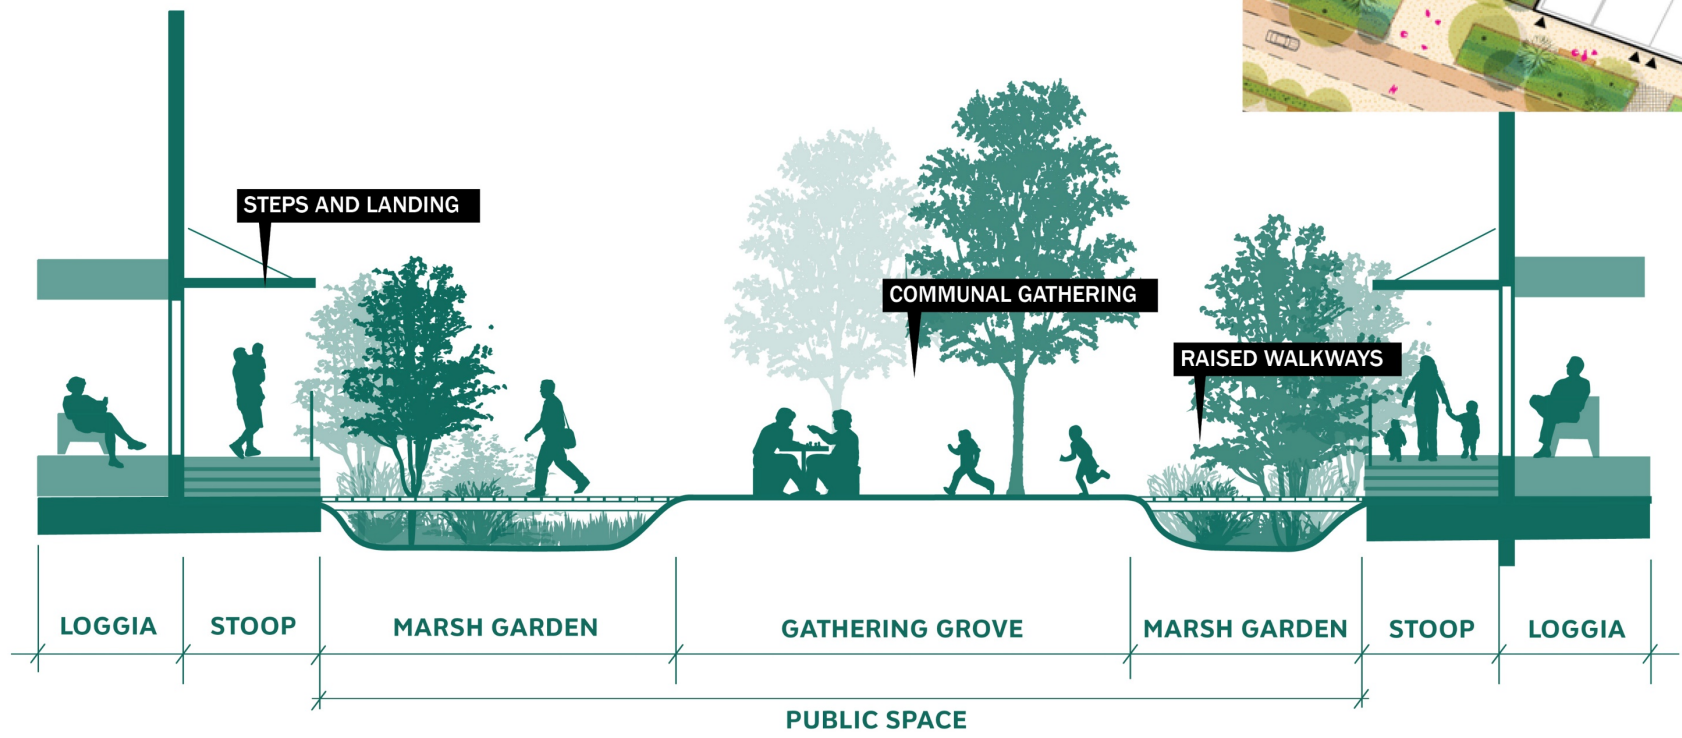 STEPS AND LANDING
COMMUNAL GATHERING
RAISED WALKWAYS
LOGGIA
STOOP
MARSH GARDEN
GATHERING GROVE
MARSH GARDEN
STOOP
LOGGIA
PUBLIC SPACE